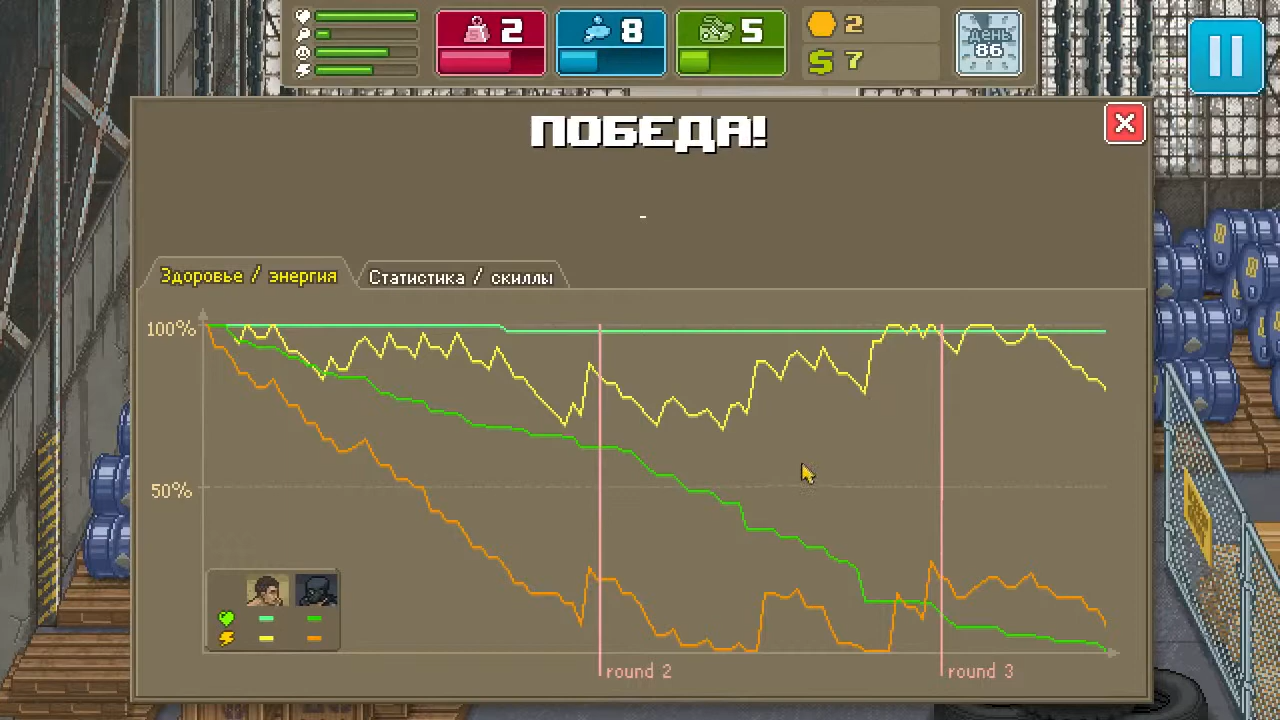 2
8
5
2
7
день
86
ПОБЕДА!
-
Здоровье / энергия
Статистика / скиллы
100%
50%
round 2
round 3